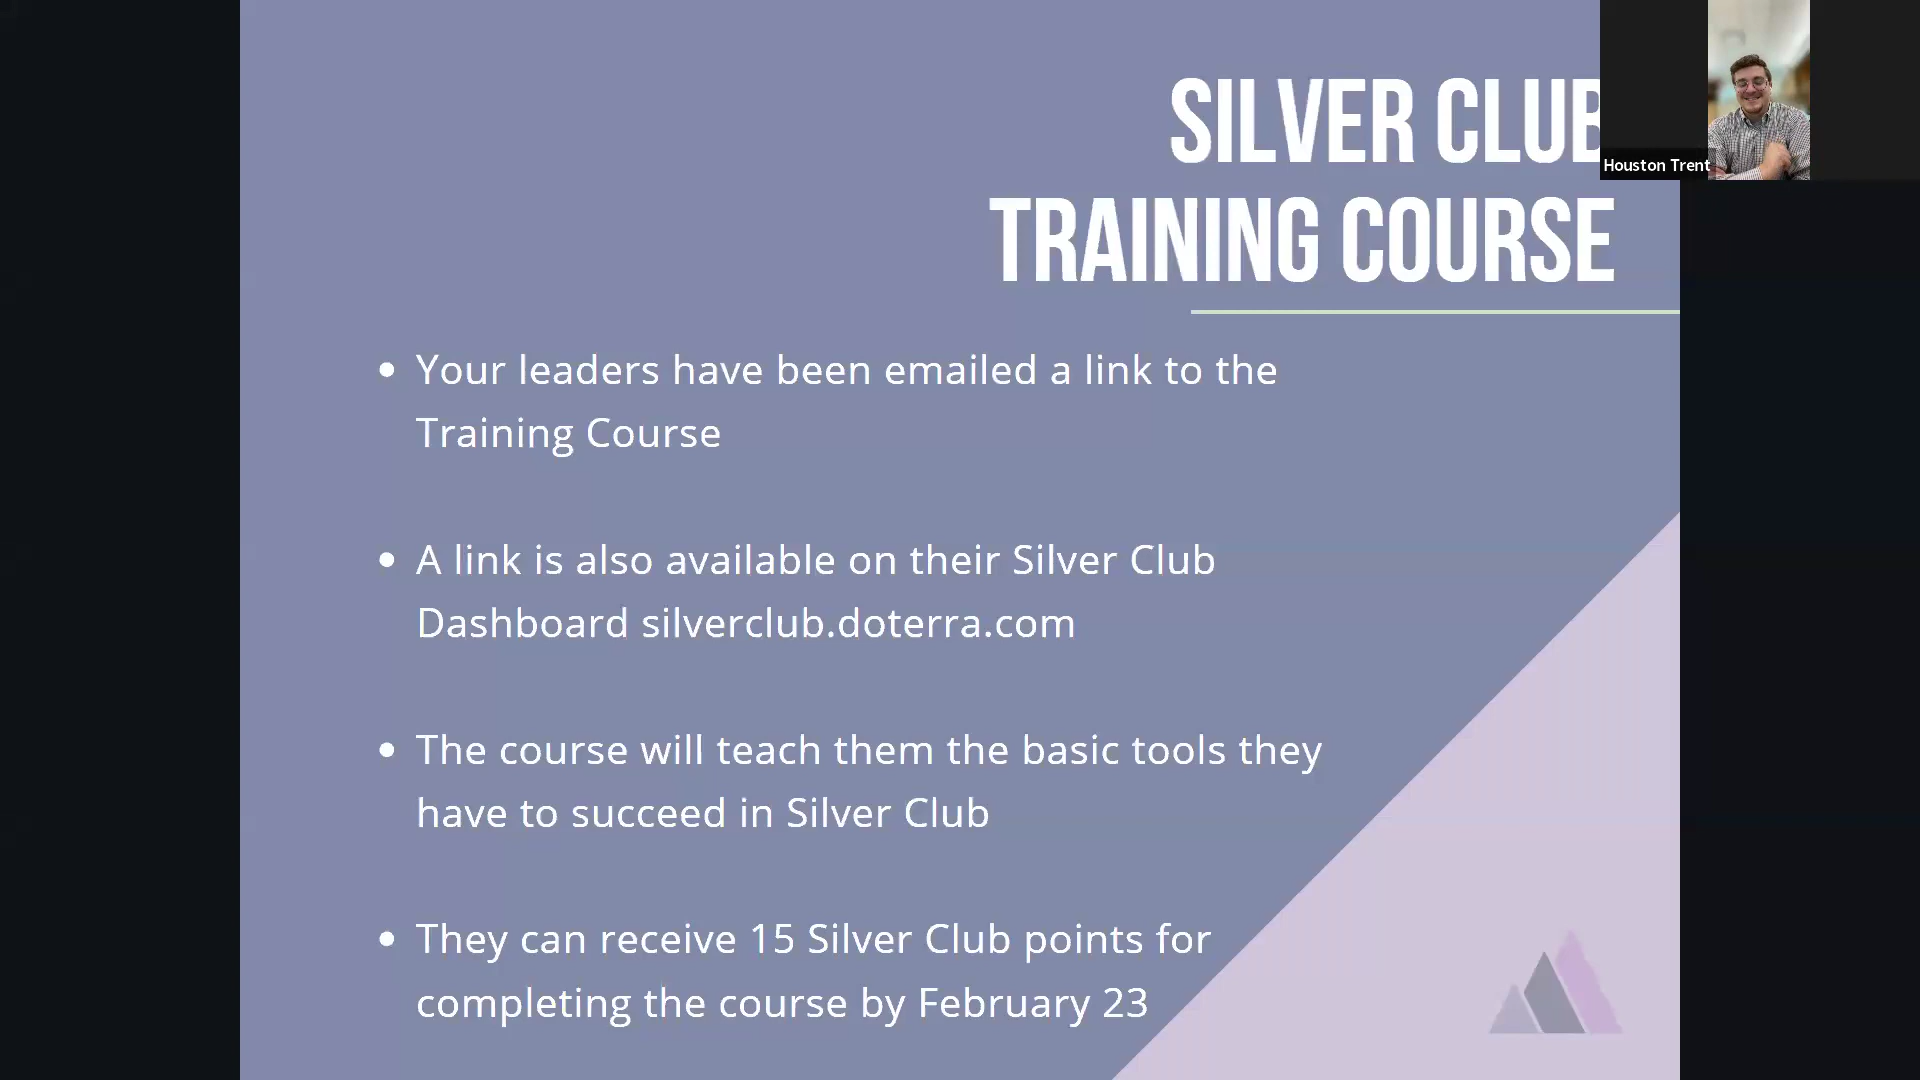 SILVER CLUB
TRAINING COURSE
Houston Trent
• Your leaders have been emailed a link to the
Training Course
• A link is also available on their Silver Club
Dashboard silverclub.doterra.com
• The course will teach them the basic tools they
have to succeed in Silver Club
• They can receive 15 Silver Club points for
completing the course by February 23